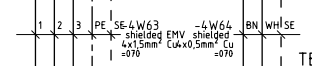 1 2 3 PE SE -4W63 -4W64 BN WH SE
shielded EMV shielded
4x1,5mm² Cu 4x0,5mm² Cu
=070 =070
TE